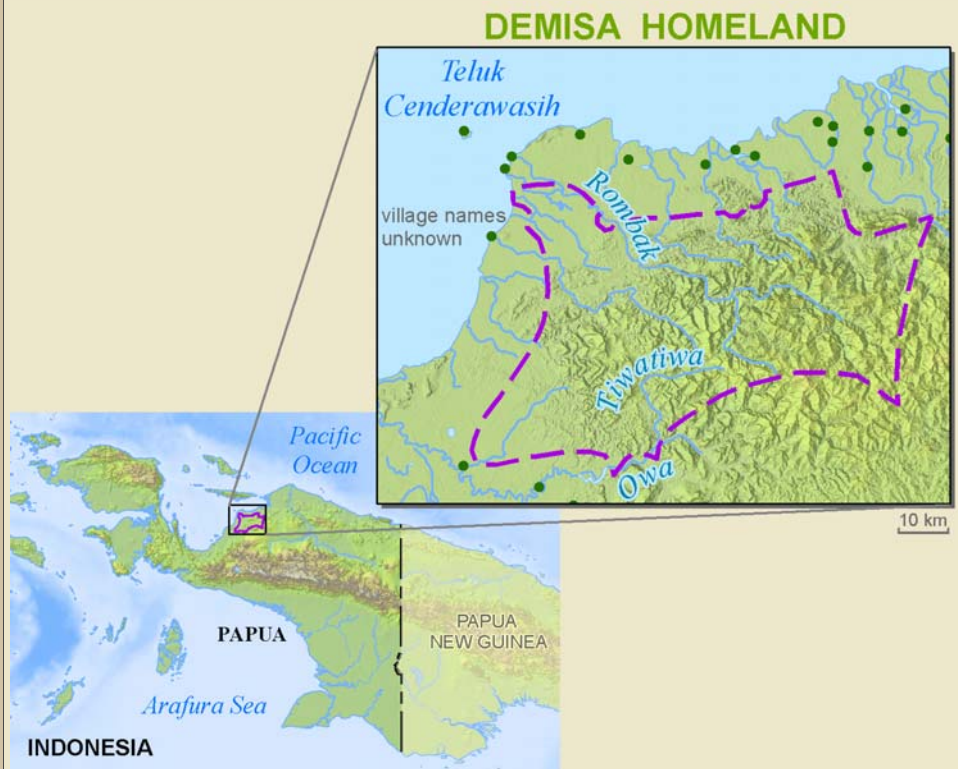 DEMISA HOMELAND
Teluk
Cenderawasih
Rombak
village names
unknown
Tiwatiwa
Owa
10 km
Pacific
Ocean
PAPUA
PAPUA
NEW GUINEA
Arafura Sea
INDONESIA